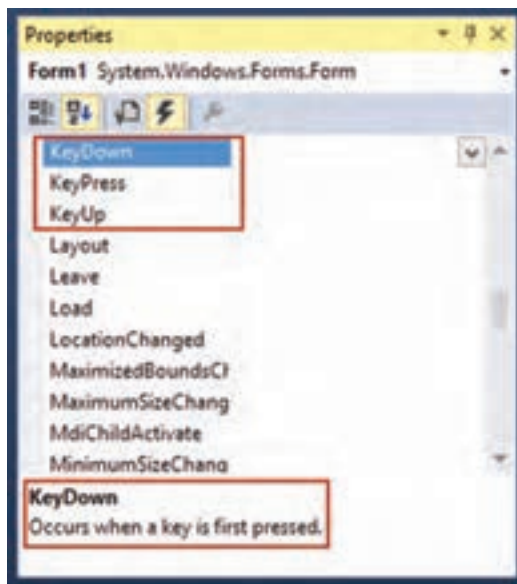 Properties
Form1 System.Windows.Forms.Form
KeyDown
KeyPress
KeyUp
Layout
Leave
Load
LocationChanged
MaximizedBoundsCl
MaximumSizeChang
MdiChildActivate
MinimumSizeChang
KeyDown
Occurs when a key is first pressed.